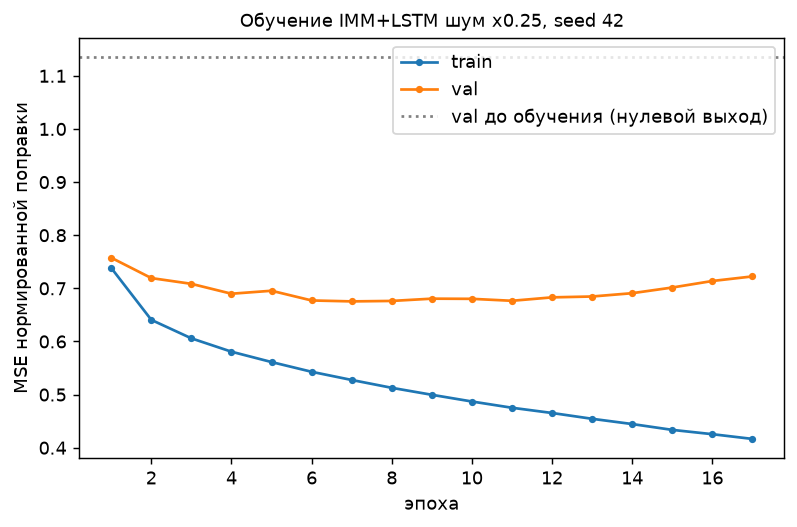 Обучение IMM+LSTM шум x0.25, seed 42
train
val
val до обучения (нулевой выход)
MSE нормированной поправки
1.1
1.0
0.9
0.8
0.7
0.6
0.5
0.4
2 4 6 8 10 12 14 16
эпоха